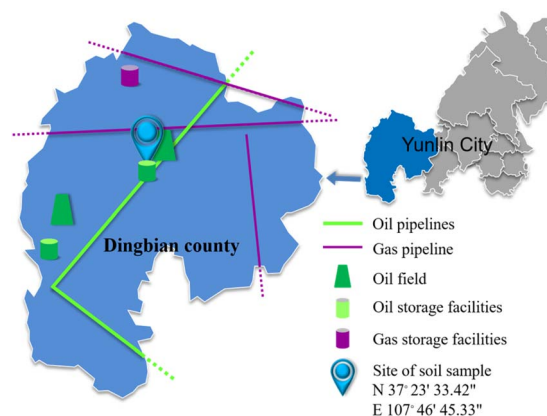 Yunlin City
Dingbian county
Oil pipelines
Gas pipeline
Oil field
Oil storage facilities
Gas storage facilities
Site of soil sample
N 37° 23' 33.42"
E 107° 46' 45.33"